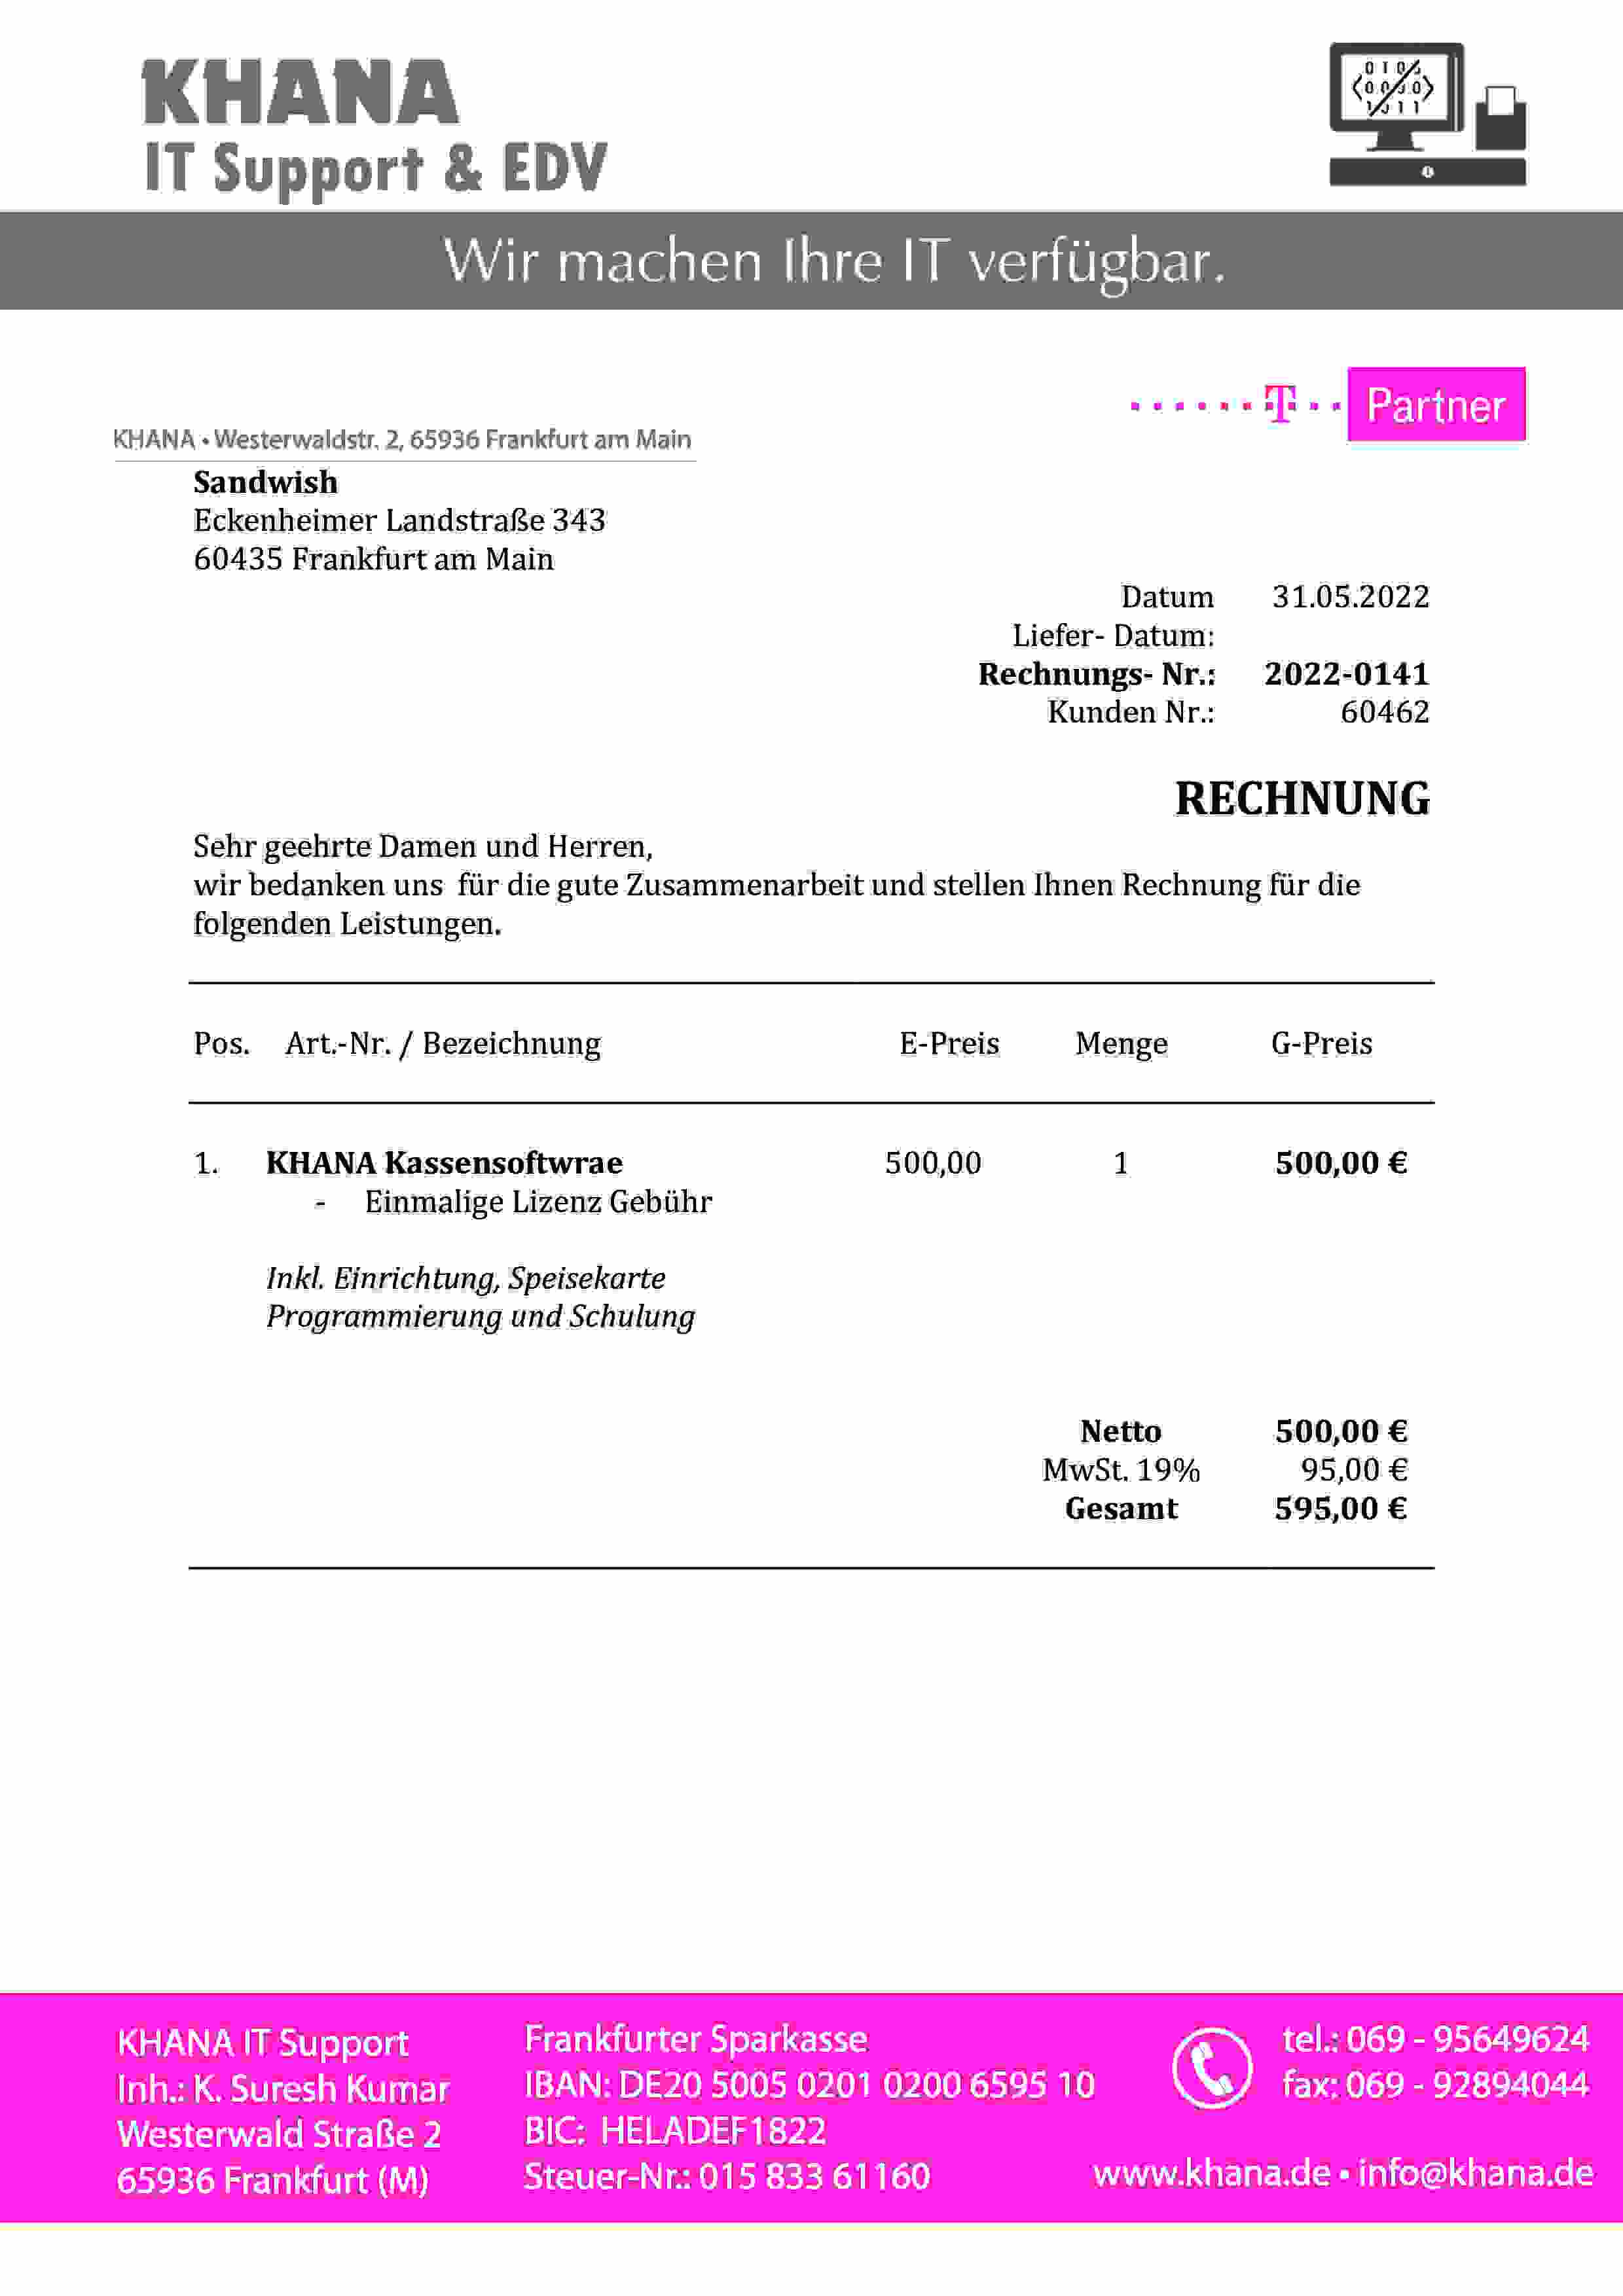 KHANA
IT Support & EDV
Wir machen Ihre IT verfügbar.
T Partner
KHANA • Westerwaldstr. 2, 65936 Frankfurt am Main
Sandwish
Eckenheimer Landstraße 343
60435 Frankfurt am Main
Datum 31.05.2022
Liefer- Datum:
Rechnungs- Nr.: 2022-0141
Kunden Nr.: 60462
RECHNUNG
Sehr geehrte Damen und Herren,
wir bedanken uns für die gute Zusammenarbeit und stellen Ihnen Rechnung für die
folgenden Leistungen.
Pos. Art.-Nr. / Bezeichnung E-Preis Menge G-Preis
1. KHANA Kassensoftwrae 500,00 1 500,00 €
- Einmalige Lizenz Gebühr
Inkl. Einrichtung, Speisekarte
Programmierung und Schulung
Netto 500,00 €
MwSt. 19% 95,00 €
Gesamt 595,00 €
KHANA IT Support
Inh.: K. Suresh Kumar
Westerwald Straße 2
65936 Frankfurt (M)
Frankfurter Sparkasse
IBAN: DE20 5005 0201 0200 6595 10
BIC: HELADEF1822
Steuer-Nr.: 015 833 61160
tel.: 069 - 95649624
fax: 069 - 92894044
www.khana.de • info@khana.de